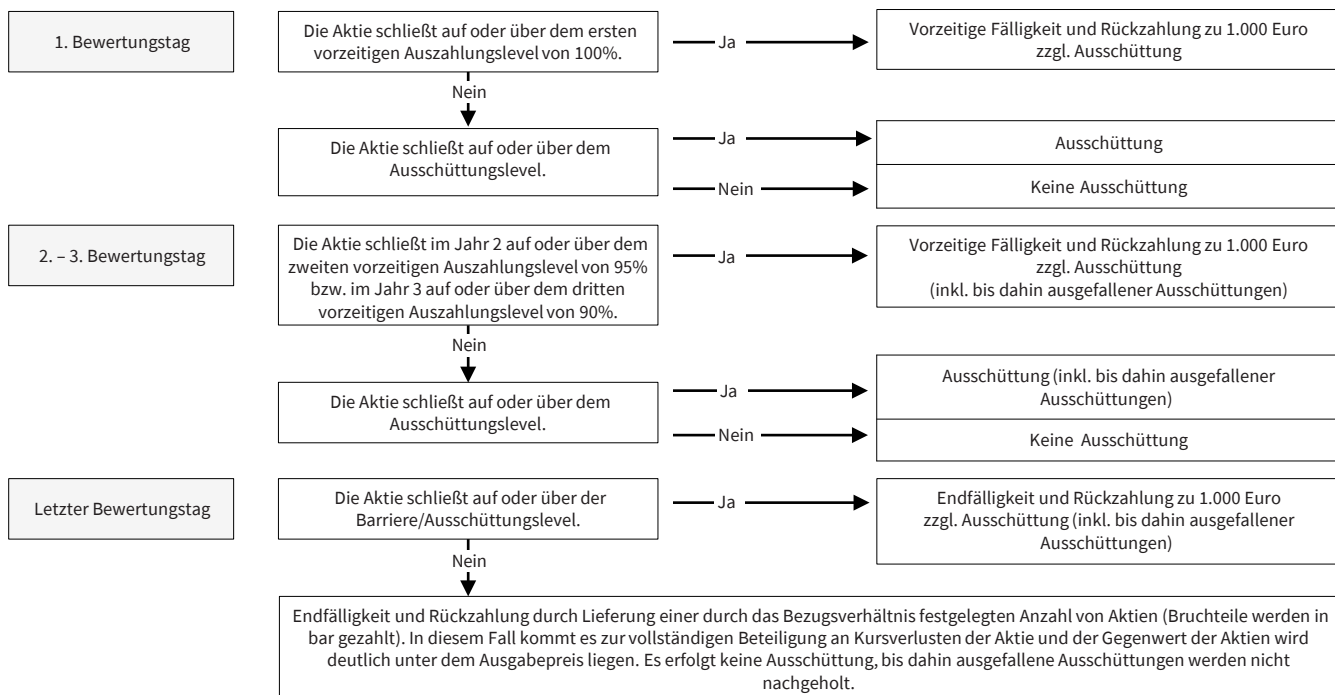 1. Bewertungstag
Die Aktie schließt auf oder über dem ersten
vorzeitigen Auszahlungslevel von 100%.
Ja
Vorzeitige Fälligkeit und Rückzahlung zu 1.000 Euro
zzgl. Ausschüttung
Nein
Die Aktie schließt auf oder über dem
Ausschüttungslevel.
Ja
Ausschüttung
Nein
Keine Ausschüttung
2. – 3. Bewertungstag
Die Aktie schließt im Jahr 2 auf oder über dem
zweiten vorzeitigen Auszahlungslevel von 95%
bzw. im Jahr 3 auf oder über dem dritten
vorzeitigen Auszahlungslevel von 90%.
Ja
Vorzeitige Fälligkeit und Rückzahlung zu 1.000 Euro
zzgl. Ausschüttung
(inkl. bis dahin ausgefallener Ausschüttungen)
Nein
Die Aktie schließt auf oder über dem
Ausschüttungslevel.
Ja
Ausschüttung (inkl. bis dahin ausgefallener
Ausschüttungen)
Nein
Keine Ausschüttung
Letzter Bewertungstag
Die Aktie schließt auf oder über der
Barriere/Ausschüttungslevel.
Ja
Endfälligkeit und Rückzahlung zu 1.000 Euro
zzgl. Ausschüttung (inkl. bis dahin ausgefallener
Ausschüttungen)
Nein
Endfälligkeit und Rückzahlung durch Lieferung einer durch das Bezugsverhältnis festgelegten Anzahl von Aktien (Bruchteile werden in
bar gezahlt). In diesem Fall kommt es zur vollständigen Beteiligung an Kursverlusten der Aktie und der Gegenwert der Aktien wird
deutlich unter dem Ausgabepreis liegen. Es erfolgt keine Ausschüttung, bis dahin ausgefallene Ausschüttungen werden nicht
nachgeholt.